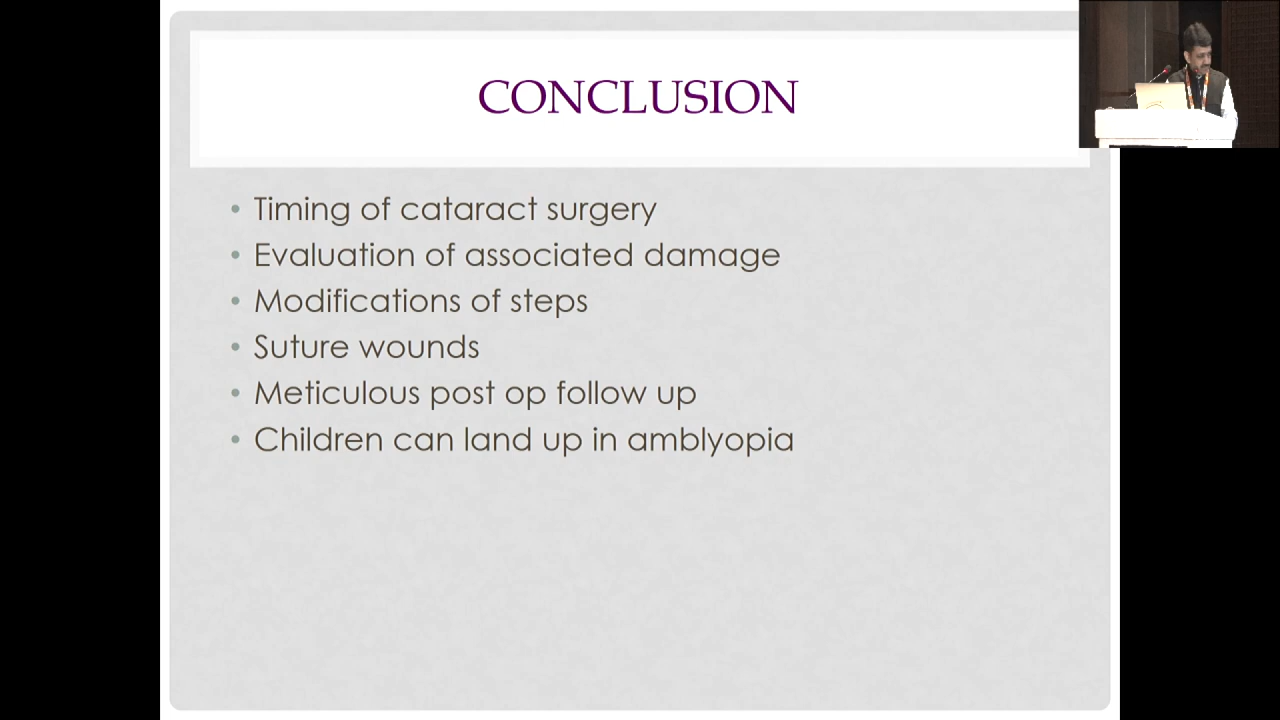 CONCLUSION
• Timing of cataract surgery
• Evaluation of associated damage
• Modifications of steps
• Suture wounds
• Meticulous post op follow up
• Children can land up in amblyopia